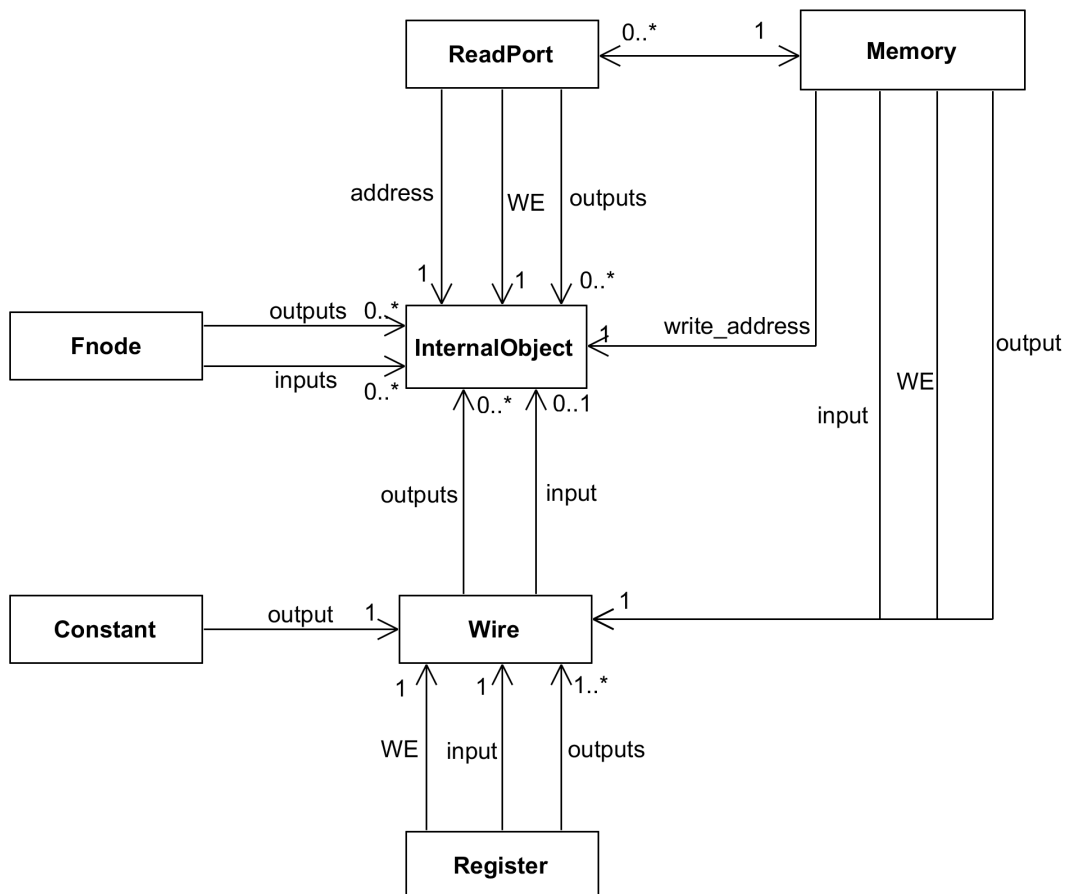 0..*
1
ReadPort
Memory
address
WE
outputs
1
1
0..*
outputs
0..*
write_address
1
Fnode
InternalObject
output
inputs
0..*
WE
0..*
0..1
input
outputs
input
output
1
1
Constant
Wire
1
1
1..*
WE
input
outputs
Register